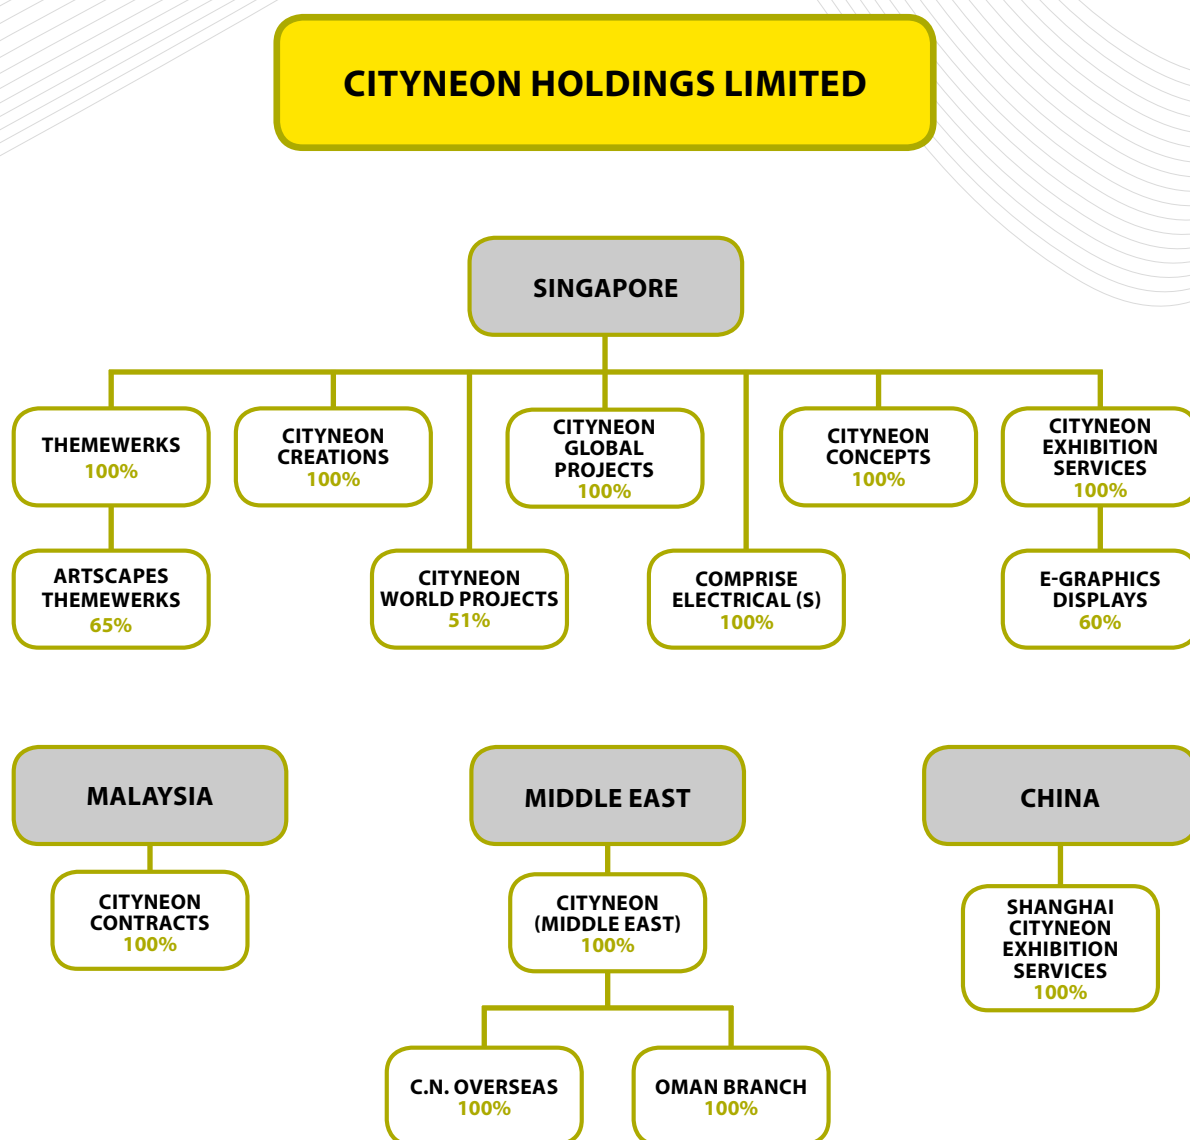 CITYNEON HOLDINGS LIMITED
SINGAPORE
THEMEWERKS
100%
CITYNEON
CREATIONS
100%
CITYNEON
GLOBAL
PROJECTS
100%
CITYNEON
CONCEPTS
100%
CITYNEON
EXHIBITION
SERVICES
100%
ARTSCAPES
THEMEWERKS
65%
CITYNEON
WORLD PROJECTS
51%
COMPRISE
ELECTRICAL (S)
100%
E-GRAPHICS
DISPLAYS
60%
MALAYSIA
MIDDLE EAST
CHINA
CITYNEON
CONTRACTS
100%
CITYNEON
(MIDDLE EAST)
100%
SHANGHAI
CITYNEON
EXHIBITION
SERVICES
100%
C.N. OVERSEAS
100%
OMAN BRANCH
100%